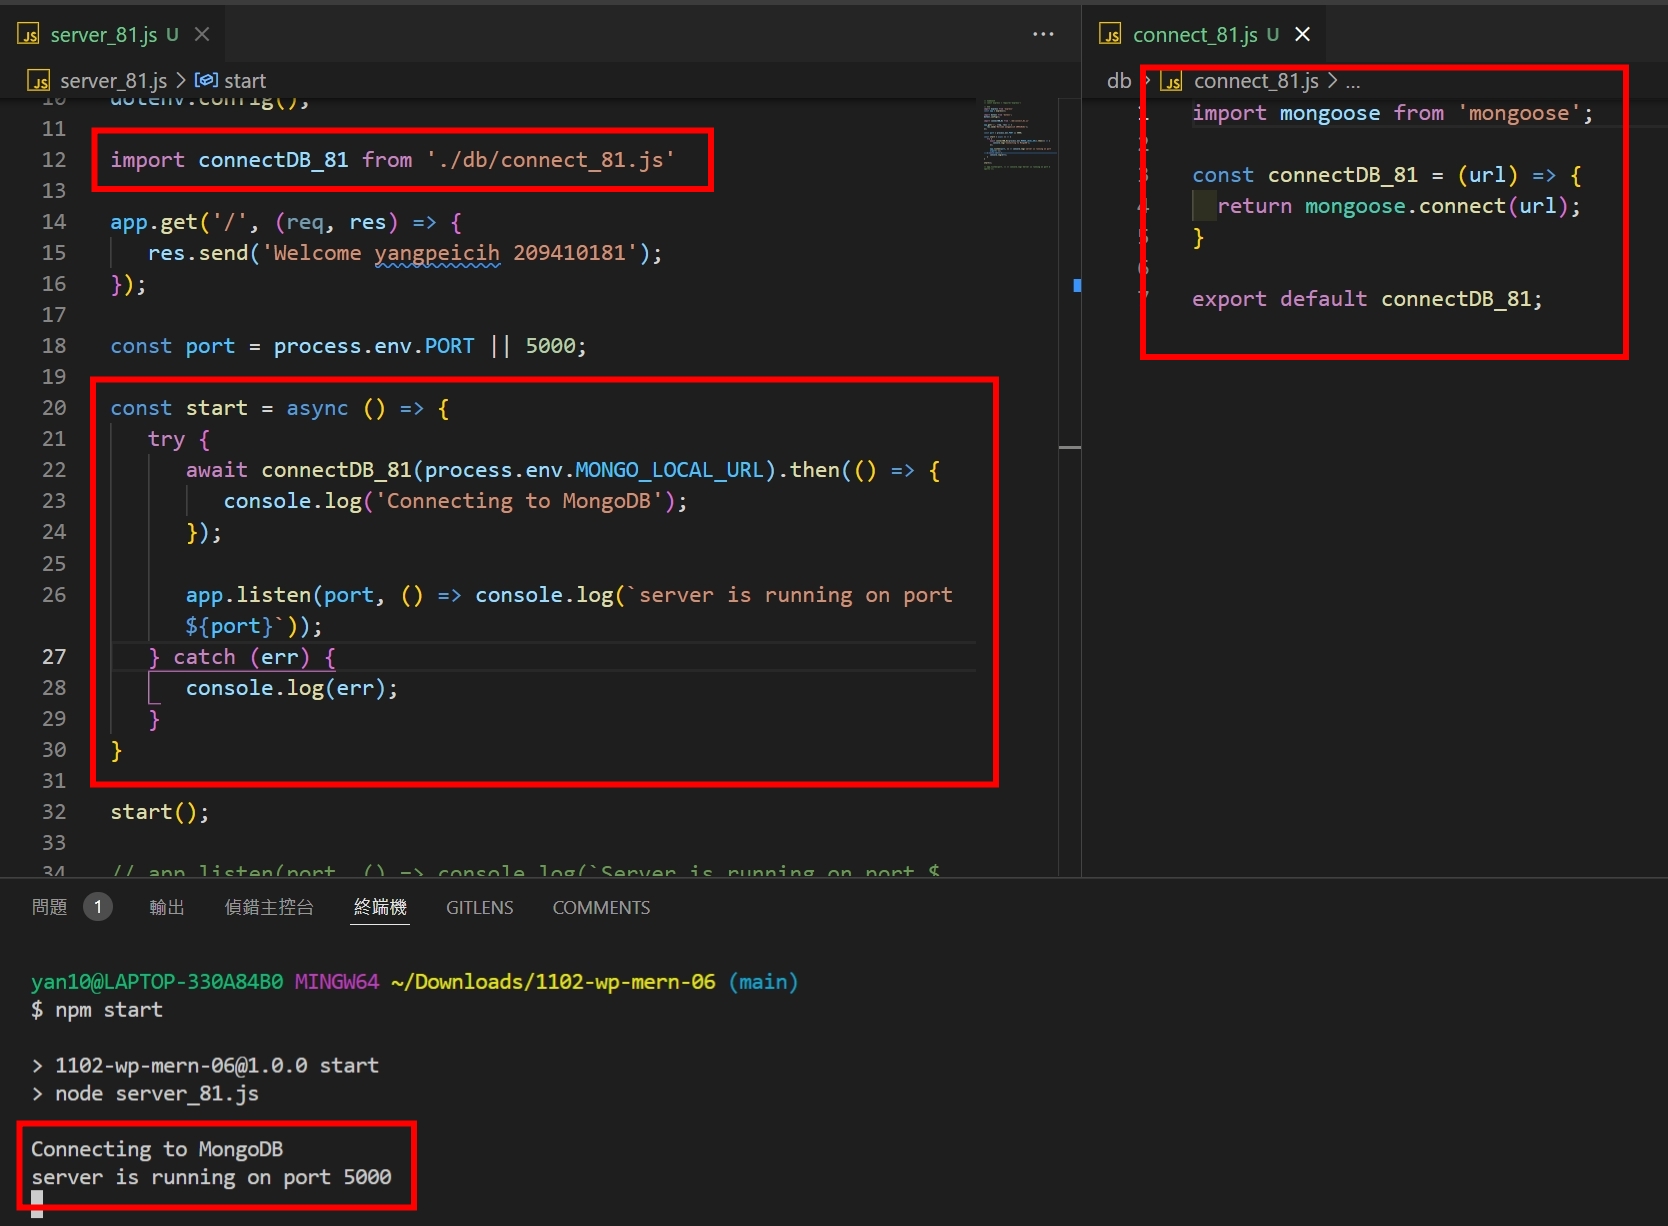 server_81.js U
server_81.js > start
10 dotenv.config();
11
12 import connectDB_81 from './db/connect_81.js'
13
14 app.get('/', (req, res) => {
15 res.send('Welcome yangpeicih 209410181');
16 });
17
18 const port = process.env.PORT || 5000;
19
20 const start = async () => {
21 try {
22 await connectDB_81(process.env.MONGO_LOCAL_URL).then(() => {
23 console.log('Connecting to MongoDB');
24 });
25
26 app.listen(port, () => console.log(`server is running on port
${port}`));
27 } catch (err) {
28 console.log(err);
29 }
30 }
31
32 start();
33
34 // app.listen(port, () => console.log(`Server is running on port $
connect_81.js U
db > connect_81.js > ...
1 import mongoose from 'mongoose';
2
3 const connectDB_81 = (url) => {
4 return mongoose.connect(url);
5 }
6
7 export default connectDB_81;
問題 1 輸出 偵錯主控台 終端機 GITLENS COMMENTS
yan10@LAPTOP-330A84B0 MINGW64 ~/Downloads/1102-wp-mern-06 (main)
$ npm start
> 1102-wp-mern-06@1.0.0 start
> node server_81.js
Connecting to MongoDB
server is running on port 5000